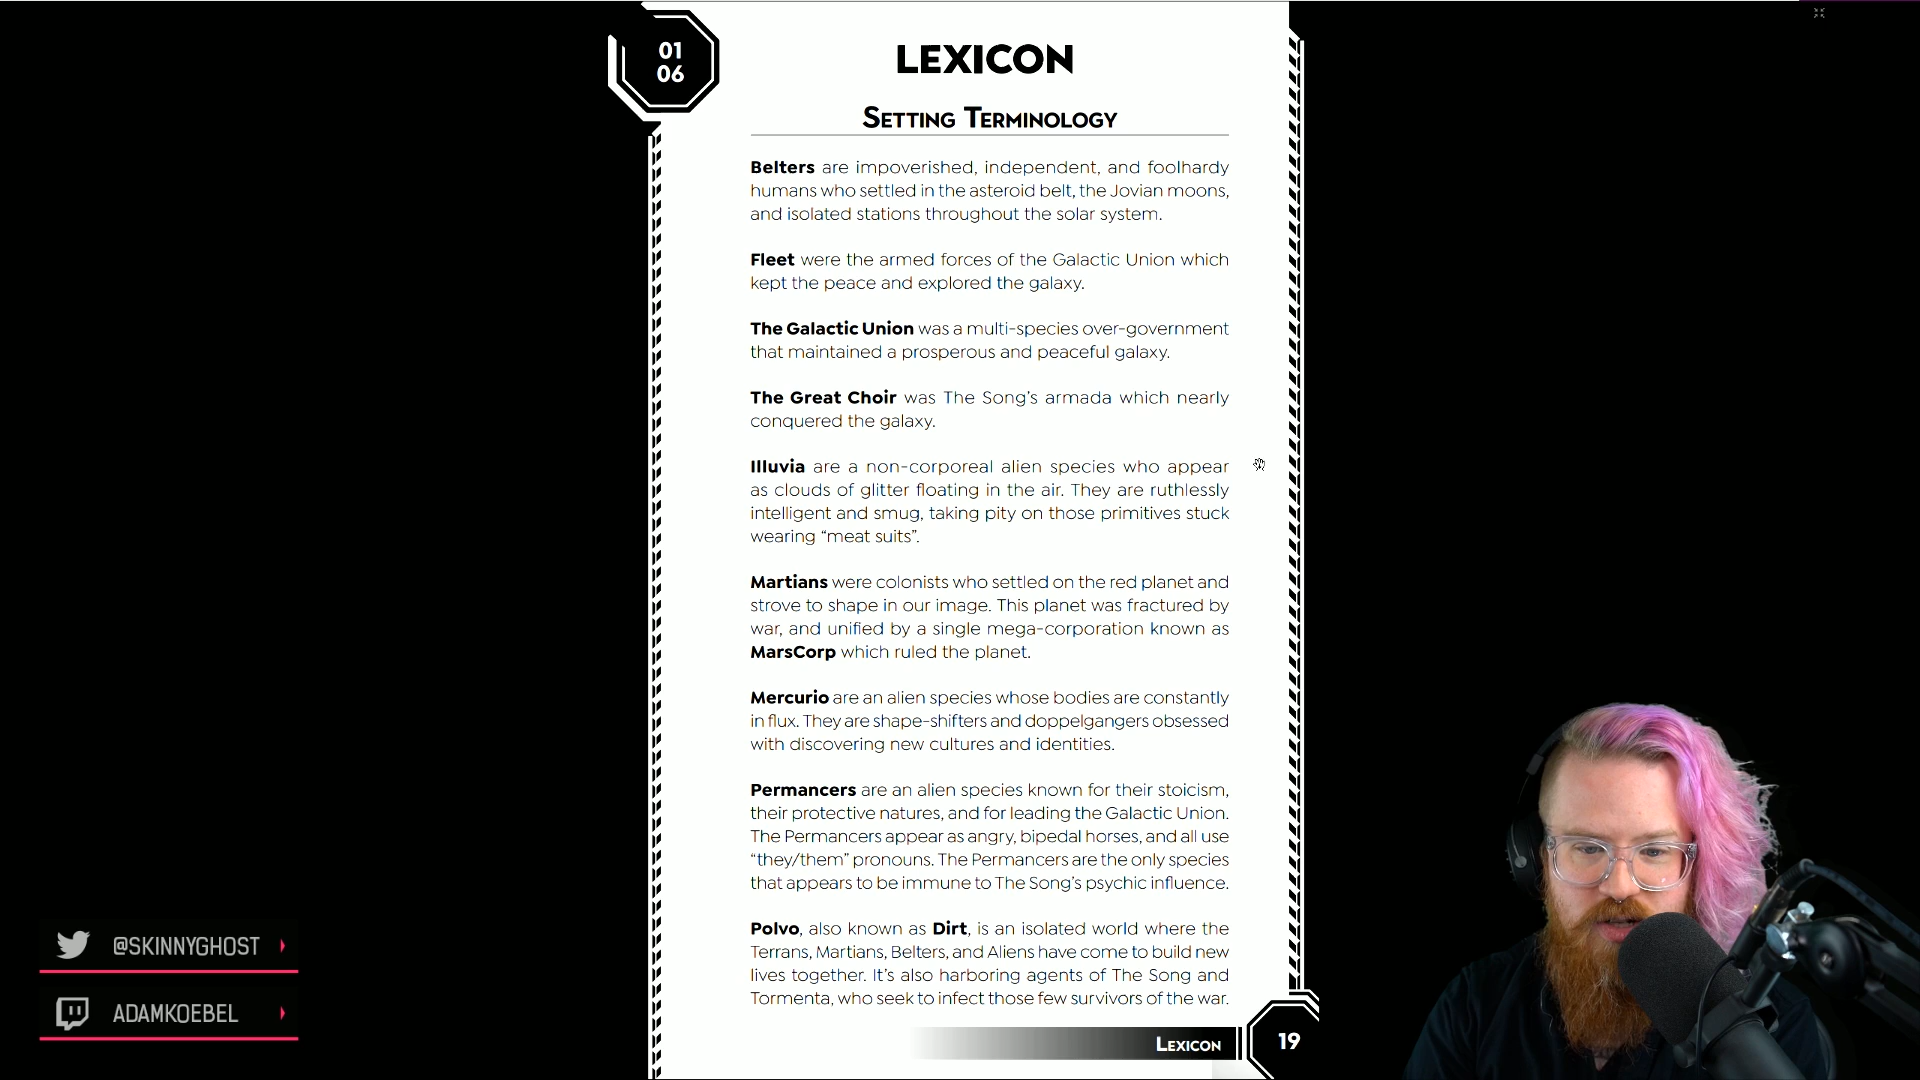 01
06
LEXICON
SETTING TERMINOLOGY
Belters are impoverished, independent, and foolhardy
humans who settled in the asteroid belt, the Jovian moons,
and isolated stations throughout the solar system.
Fleet were the armed forces of the Galactic Union which
kept the peace and explored the galaxy.
The Galactic Union was a multi-species over-government
that maintained a prosperous and peaceful galaxy.
The Great Choir was The Song’s armada which nearly
conquered the galaxy.
Illuvia are a non-corporeal alien species who appear
as clouds of glitter floating in the air. They are ruthlessly
intelligent and smug, taking pity on those primitives stuck
wearing “meat suits”.
Martians were colonists who settled on the red planet and
strove to shape in our image. This planet was fractured by
war, and unified by a single mega-corporation known as
MarsCorp which ruled the planet.
Mercurio are an alien species whose bodies are constantly
in flux. They are shape-shifters and doppelgangers obsessed
with discovering new cultures and identities.
Permancers are an alien species known for their stoicism,
their protective natures, and for leading the Galactic Union.
The Permancers appear as angry, bipedal horses, and all use
“they/them” pronouns. The Permancers are the only species
that appears to be immune to The Song’s psychic influence.
Polvo, also known as Dirt, is an isolated world where the
Terrans, Martians, Belters, and Aliens have come to build new
lives together. It’s also harboring agents of The Song and
Tormenta, who seek to infect those few survivors of the war.
LEXICON
19
@SKINNYGHOST
ADAMKOEBEL